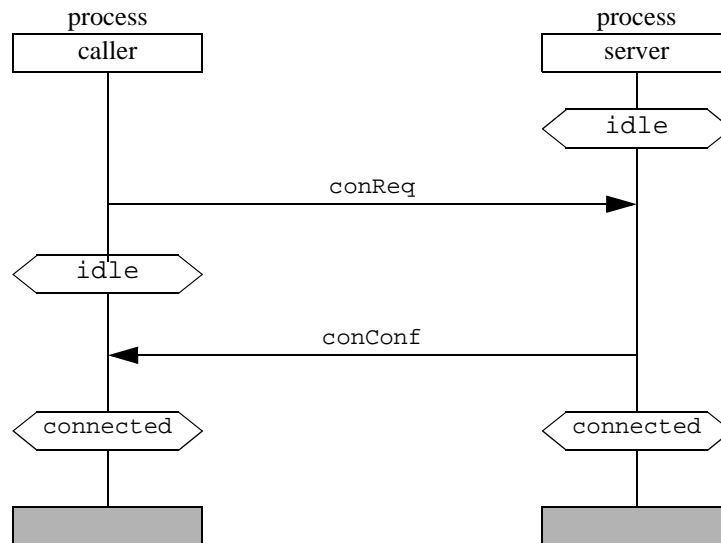 process
process
caller
server
idle
conReq
idle
conConf
connected
connected